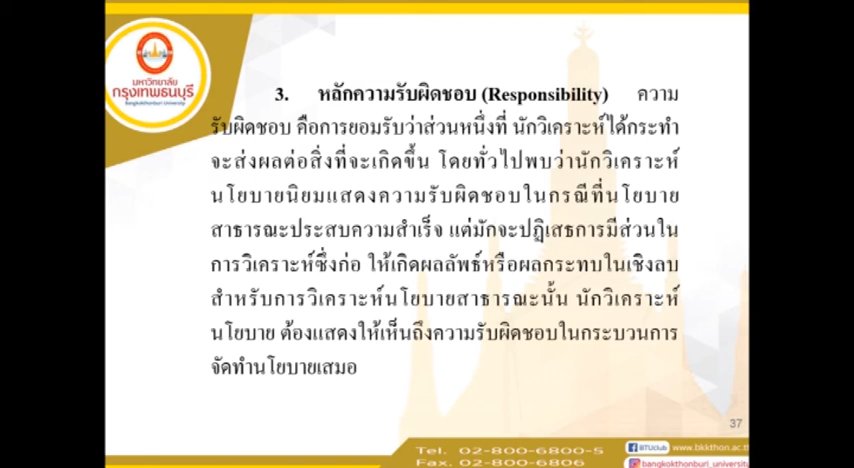 มหาวิทยาลัย
กรุงเทพธนบุรี
Bangkokthonburi University
3. หลักความรับผิดชอบ (Responsibility) ความ
รับผิดชอบ คือการยอมรับว่าส่วนหนึ่งที่ นักวิเคราะห์ได้กระทำ
จะส่งผลต่อสิ่งที่จะเกิดขึ้น โดยทั่วไปพบว่านักวิเคราะห์
นโยบายนิยมแสดงความรับผิดชอบในกรณีที่นโยบาย
สาธารณะประสบความสำเร็จ แต่มักจะปฏิเสธการมีส่วนใน
การวิเคราะห์ซึ่งก่อ ให้เกิดผลลัพธ์หรือผลกระทบในเชิงลบ
สำหรับการวิเคราะห์นโยบายสาธารณะนั้น นักวิเคราะห์
นโยบาย ต้องแสดงให้เห็นถึงความรับผิดชอบในกระบวนการ
จัดทำนโยบายเสมอ
37
Tel. 02-800-6800-5
BTUclub www.bkkthon.ac.t
Fax. 02-800-6806
bangkokthonburi_university